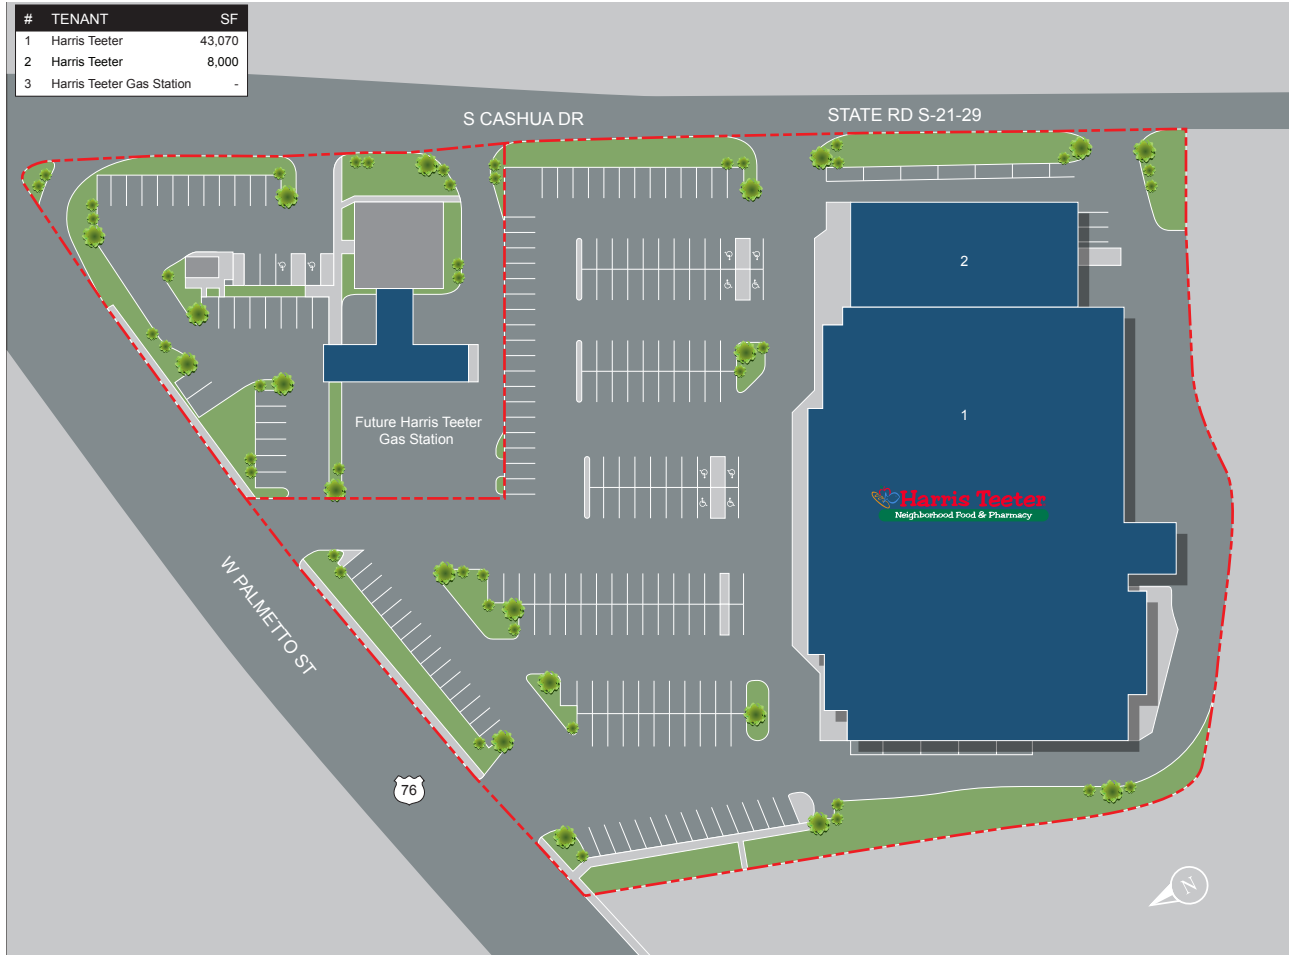 # TENANT SF
1 Harris Teeter 43,070
2 Harris Teeter 8,000
3 Harris Teeter Gas Station -
S CASHUA DR
STATE RD S-21-29
2
1
Future Harris Teeter
Gas Station
Harris Teeter
Neighborhood Food & Pharmacy
W PALMETTO ST
76
N